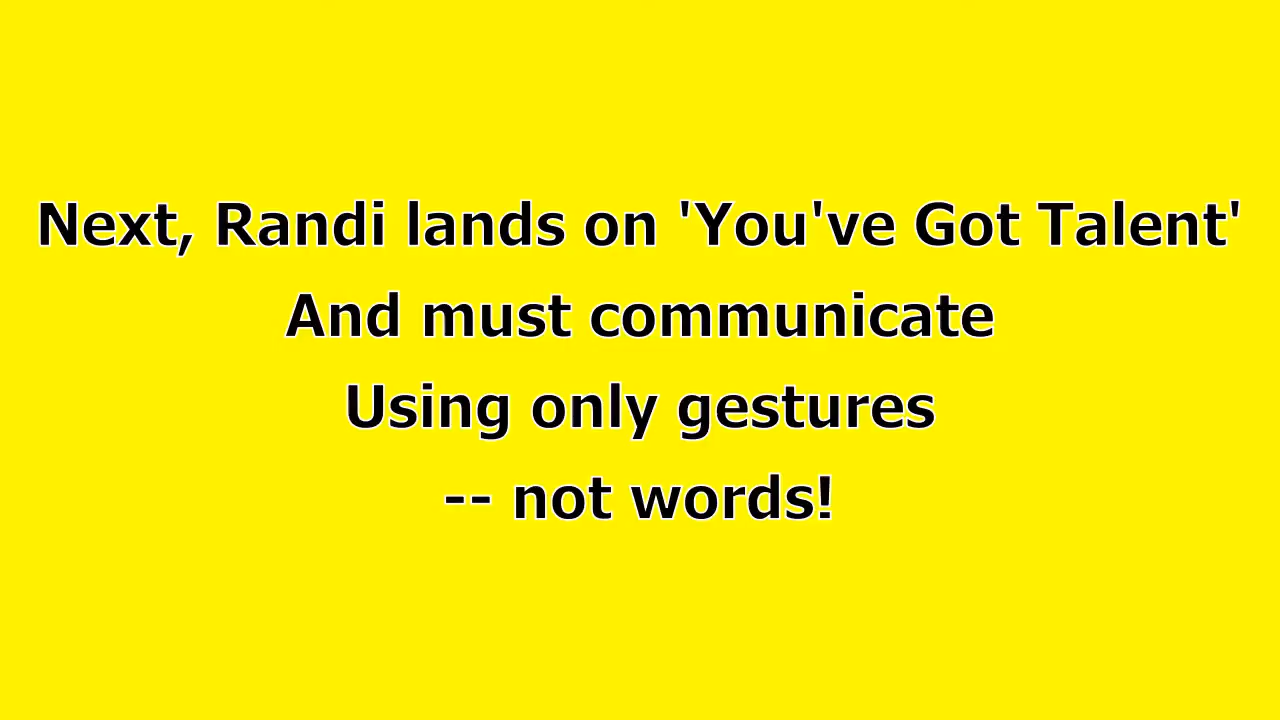 Next, Randi lands on 'You've Got Talent'
And must communicate
Using only gestures
-- not words!